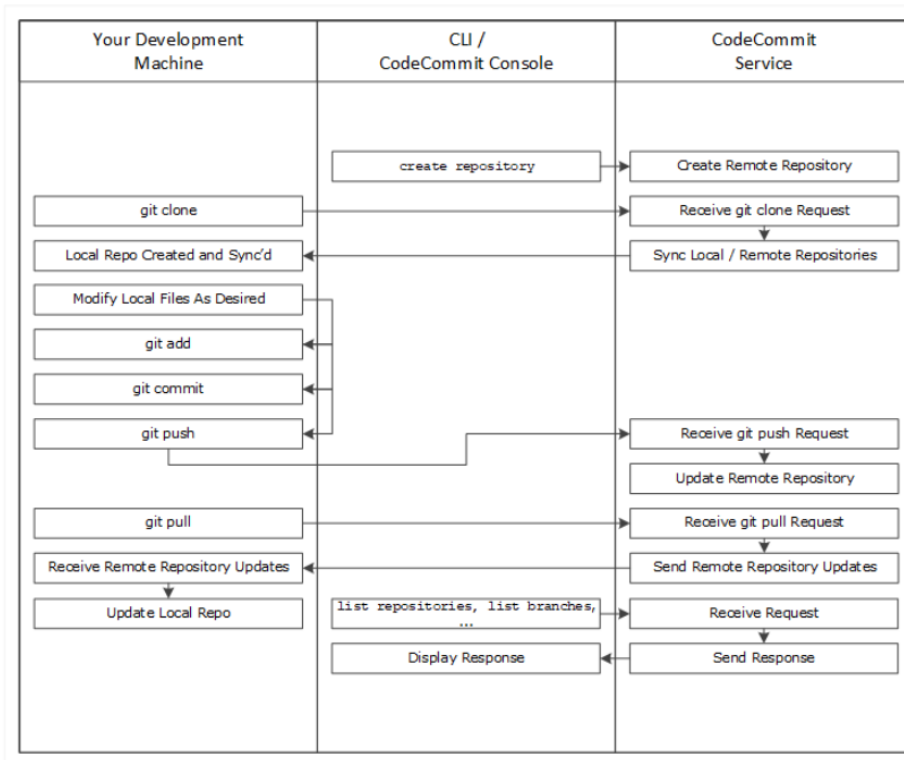 Your Development
Machine
CLI /
CodeCommit Console
CodeCommit
Service
create repository
Create Remote Repository
git clone
Receive git clone Request
Local Repo Created and Sync'd
Sync Local / Remote Repositories
Modify Local Files As Desired
git add
git commit
git push
Receive git push Request
Update Remote Repository
git pull
Receive git pull Request
Receive Remote Repository Updates
Send Remote Repository Updates
Update Local Repo
list repositories, list branches,
...
Receive Request
Display Response
Send Response